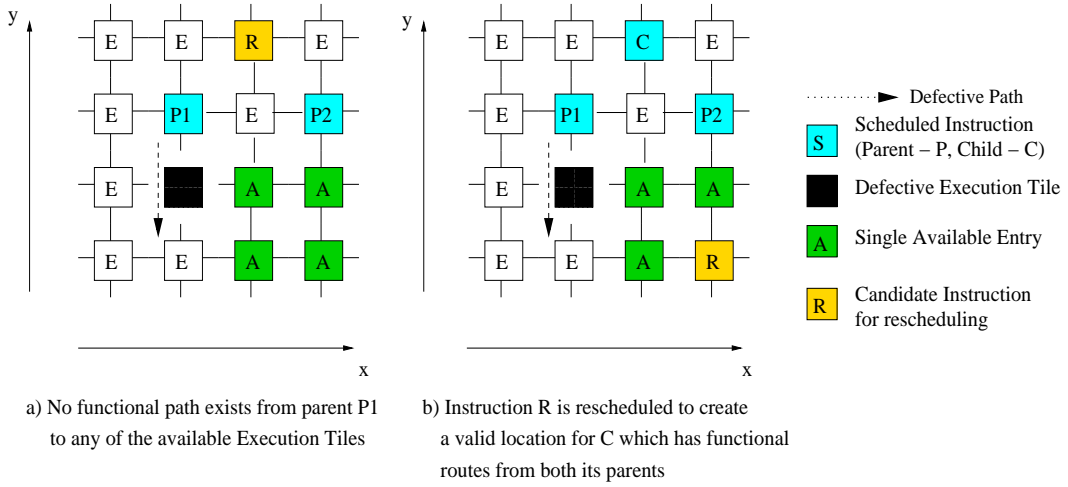 y
E E R E
E P1 E P2
E A A
E E A A
x
a) No functional path exists from parent P1
to any of the available Execution Tiles
y
E E C E
E P1 E P2
E A A
E E A R
x
b) Instruction R is rescheduled to create
a valid location for C which has functional
routes from both its parents
Defective Path
S Scheduled Instruction
(Parent – P, Child – C)
Defective Execution Tile
A Single Available Entry
R Candidate Instruction
for rescheduling